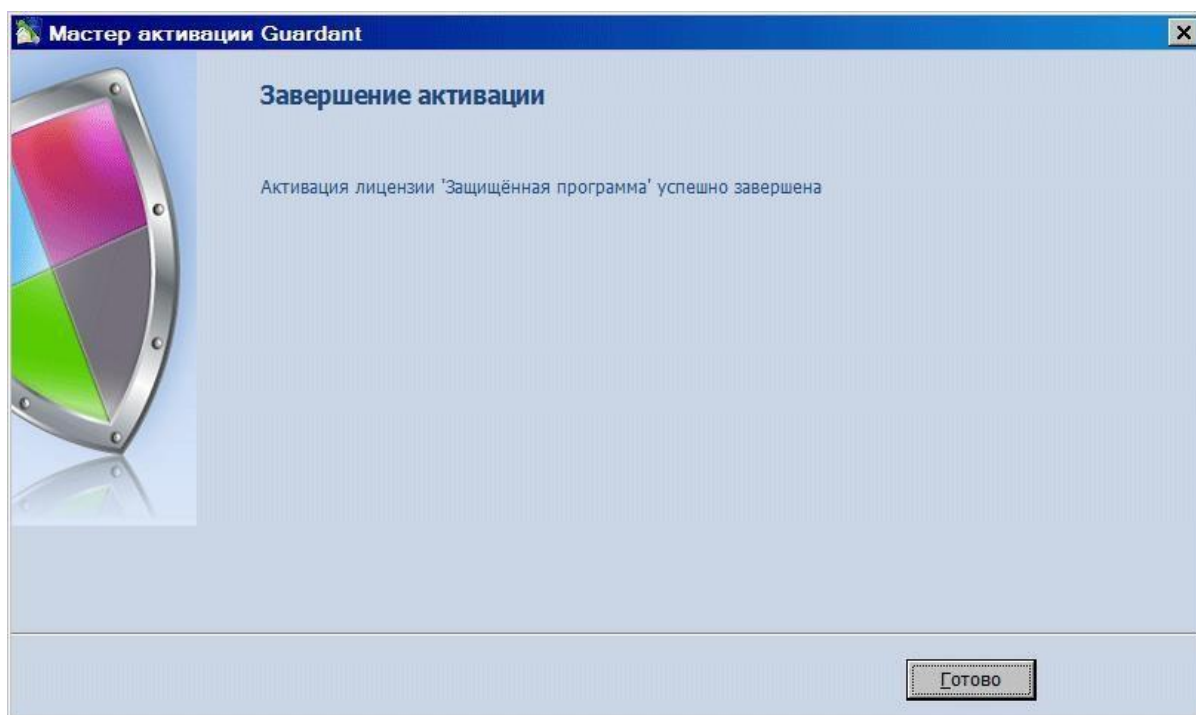 Мастер активации Guardant
Завершение активации
Активация лицензии 'Защищённая программа' успешно завершена
Готово